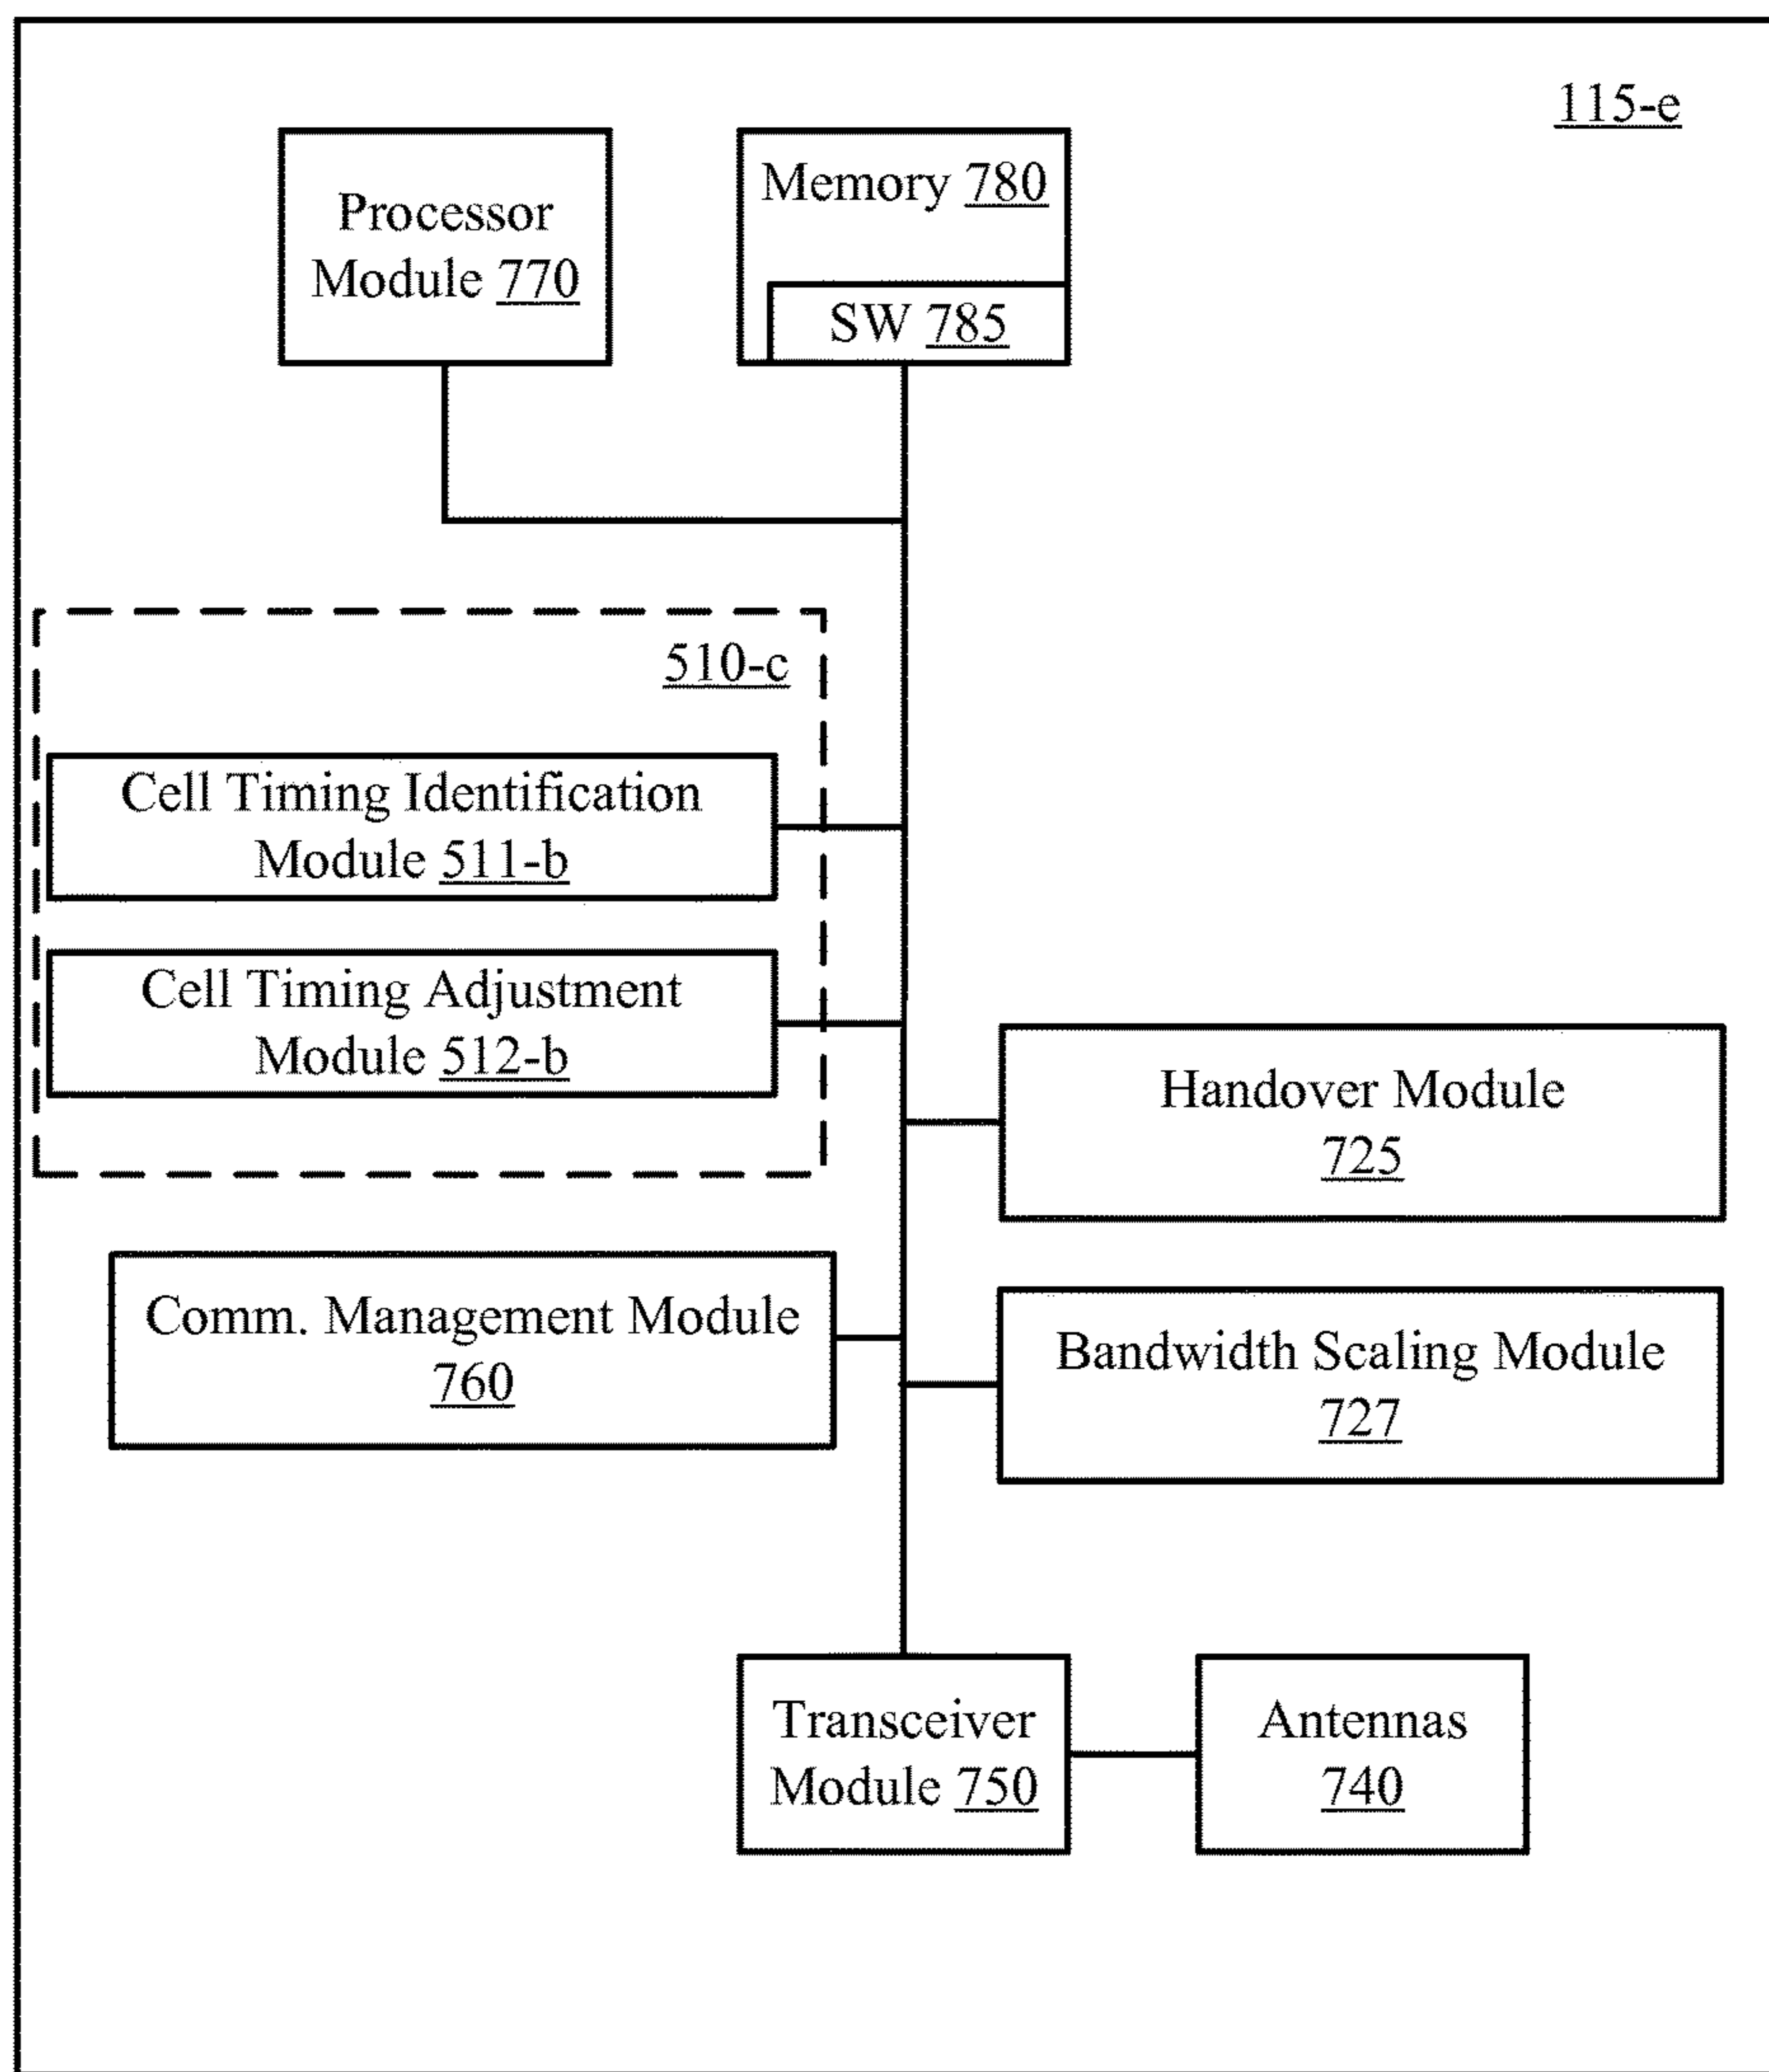 115-e
Processor
Module 770
Memory 780
SW 785
510-c
Cell Timing Identification
Module 511-b
Cell Timing Adjustment
Module 512-b
Handover Module
725
Comm. Management Module
760
Bandwidth Scaling Module
727
Transceiver
Module 750
Antennas
740